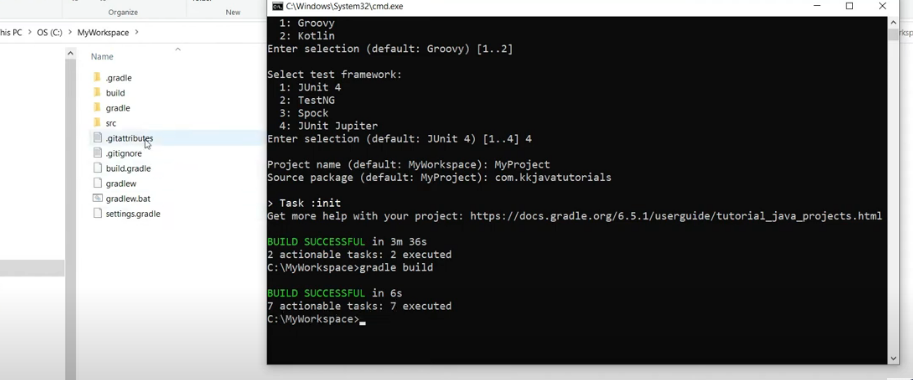 Organize
New
his PC > OS (C:) > MyWorkspace >
Name
.gradle
build
gradle
src
.gitattributes
.gitignore
build.gradle
gradlew
gradlew.bat
settings.gradle
C:\Windows\System32\cmd.exe
1: Groovy
2: Kotlin
Enter selection (default: Groovy) [1..2]
Select test framework:
1: JUnit 4
2: TestNG
3: Spock
4: JUnit Jupiter
Enter selection (default: JUnit 4) [1..4] 4
Project name (default: MyWorkspace): MyProject
Source package (default: MyProject): com.kkjavatutorials
> Task :init
Get more help with your project: https://docs.gradle.org/6.5.1/userguide/tutorial_java_projects.html
BUILD SUCCESSFUL in 3m 36s
2 actionable tasks: 2 executed
C:\MyWorkspace>gradle build
BUILD SUCCESSFUL in 6s
7 actionable tasks: 7 executed
C:\MyWorkspace>_